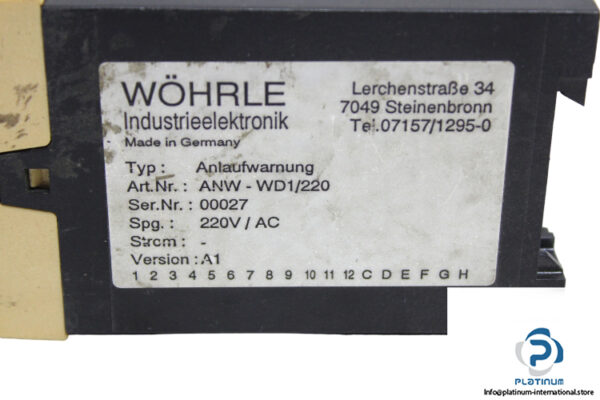 WÖHRLE
Industrieelektronik
Made in Germany
Lerchenstraße 34
7049 Steinenbronn
Tel.07157/1295-0
Typ : Anlaufwarnung
Art.Nr. : ANW - WD1/220
Ser.Nr. : 00027
Spg. : 220V / AC
Strom : -
Version : A1
1 2 3 4 5 6 7 8 9 10 11 12 C D E F G H
PLATINUM
Info@platinum-international.store